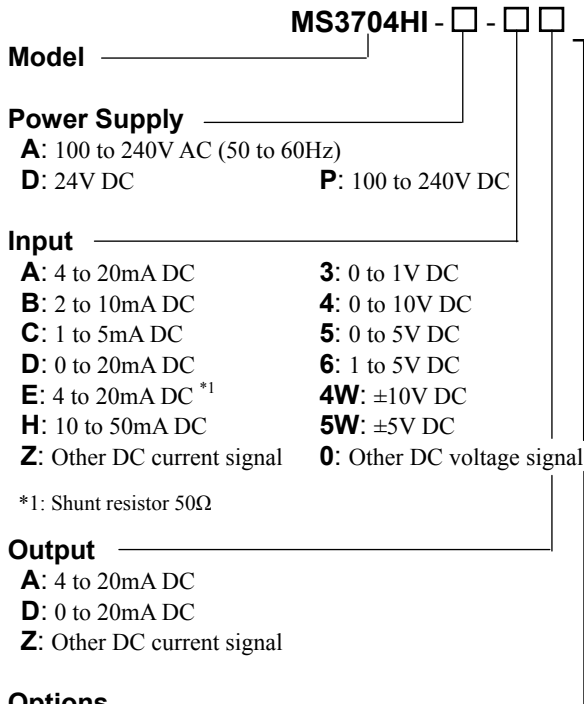 MS3704HI - □ - □ □
Model
Power Supply
A: 100 to 240V AC (50 to 60Hz)
D: 24V DC P: 100 to 240V DC
Input
A: 4 to 20mA DC 3: 0 to 1V DC
B: 2 to 10mA DC 4: 0 to 10V DC
C: 1 to 5mA DC 5: 0 to 5V DC
D: 0 to 20mA DC 6: 1 to 5V DC
E: 4 to 20mA DC *1 4W: ±10V DC
H: 10 to 50mA DC 5W: ±5V DC
Z: Other DC current signal 0: Other DC voltage signal
*1: Shunt resistor 50Ω
Output
A: 4 to 20mA DC
D: 0 to 20mA DC
Z: Other DC current signal
Options